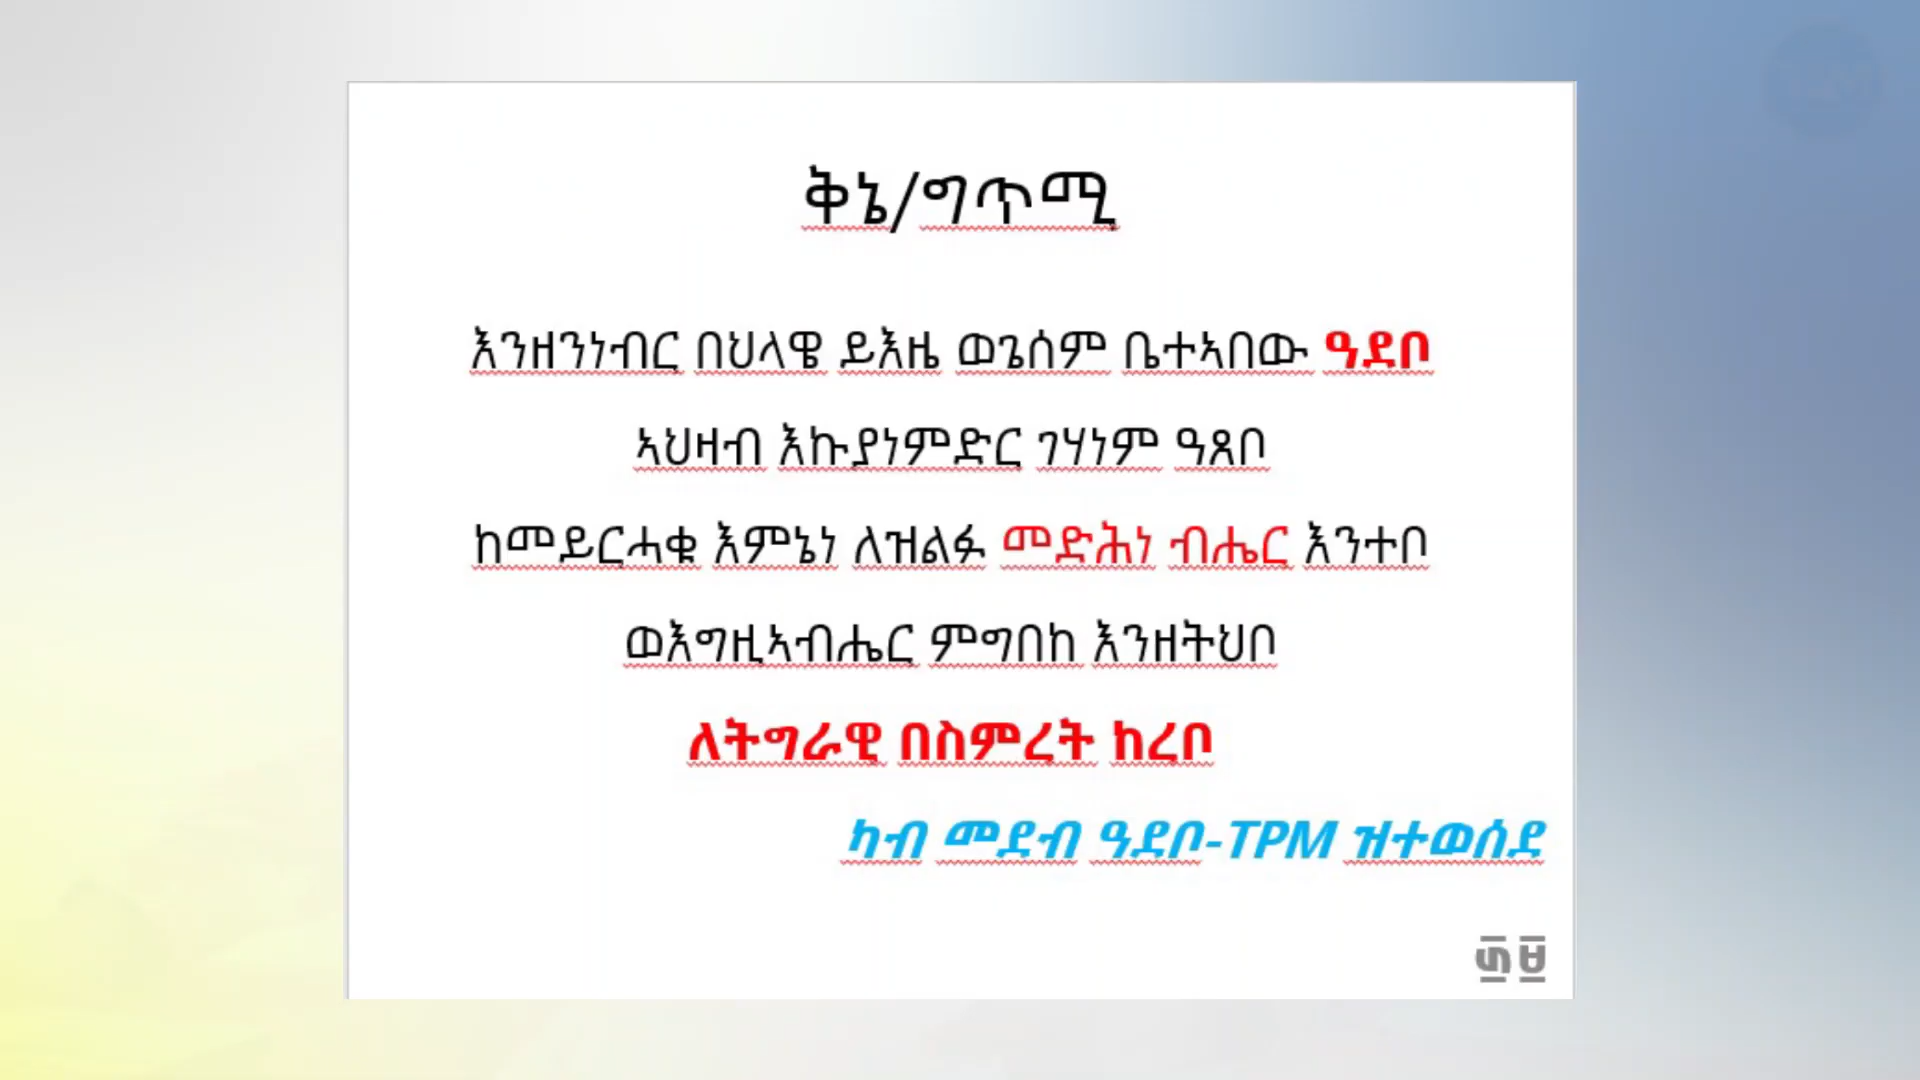 ቅኔ/ግጥሚ
እንዘንነብር በህላዌ ይእዜ ወጌሰም ቤተኣበው ዓደቦ
ኣህዛብ እኩያነምድር ገሃነም ዓጸቦ
ከመይርሓቁ እምኔነ ለዝልፉ መድሕነ ብሔር እንተቦ
ወእግዚኣብሔር ምግበከ እንዘትህቦ
ለትግራዊ በስምረት ከረቦ
ካብ መደብ ዓደቦ-TPM ዝተወሰደ
፵፱